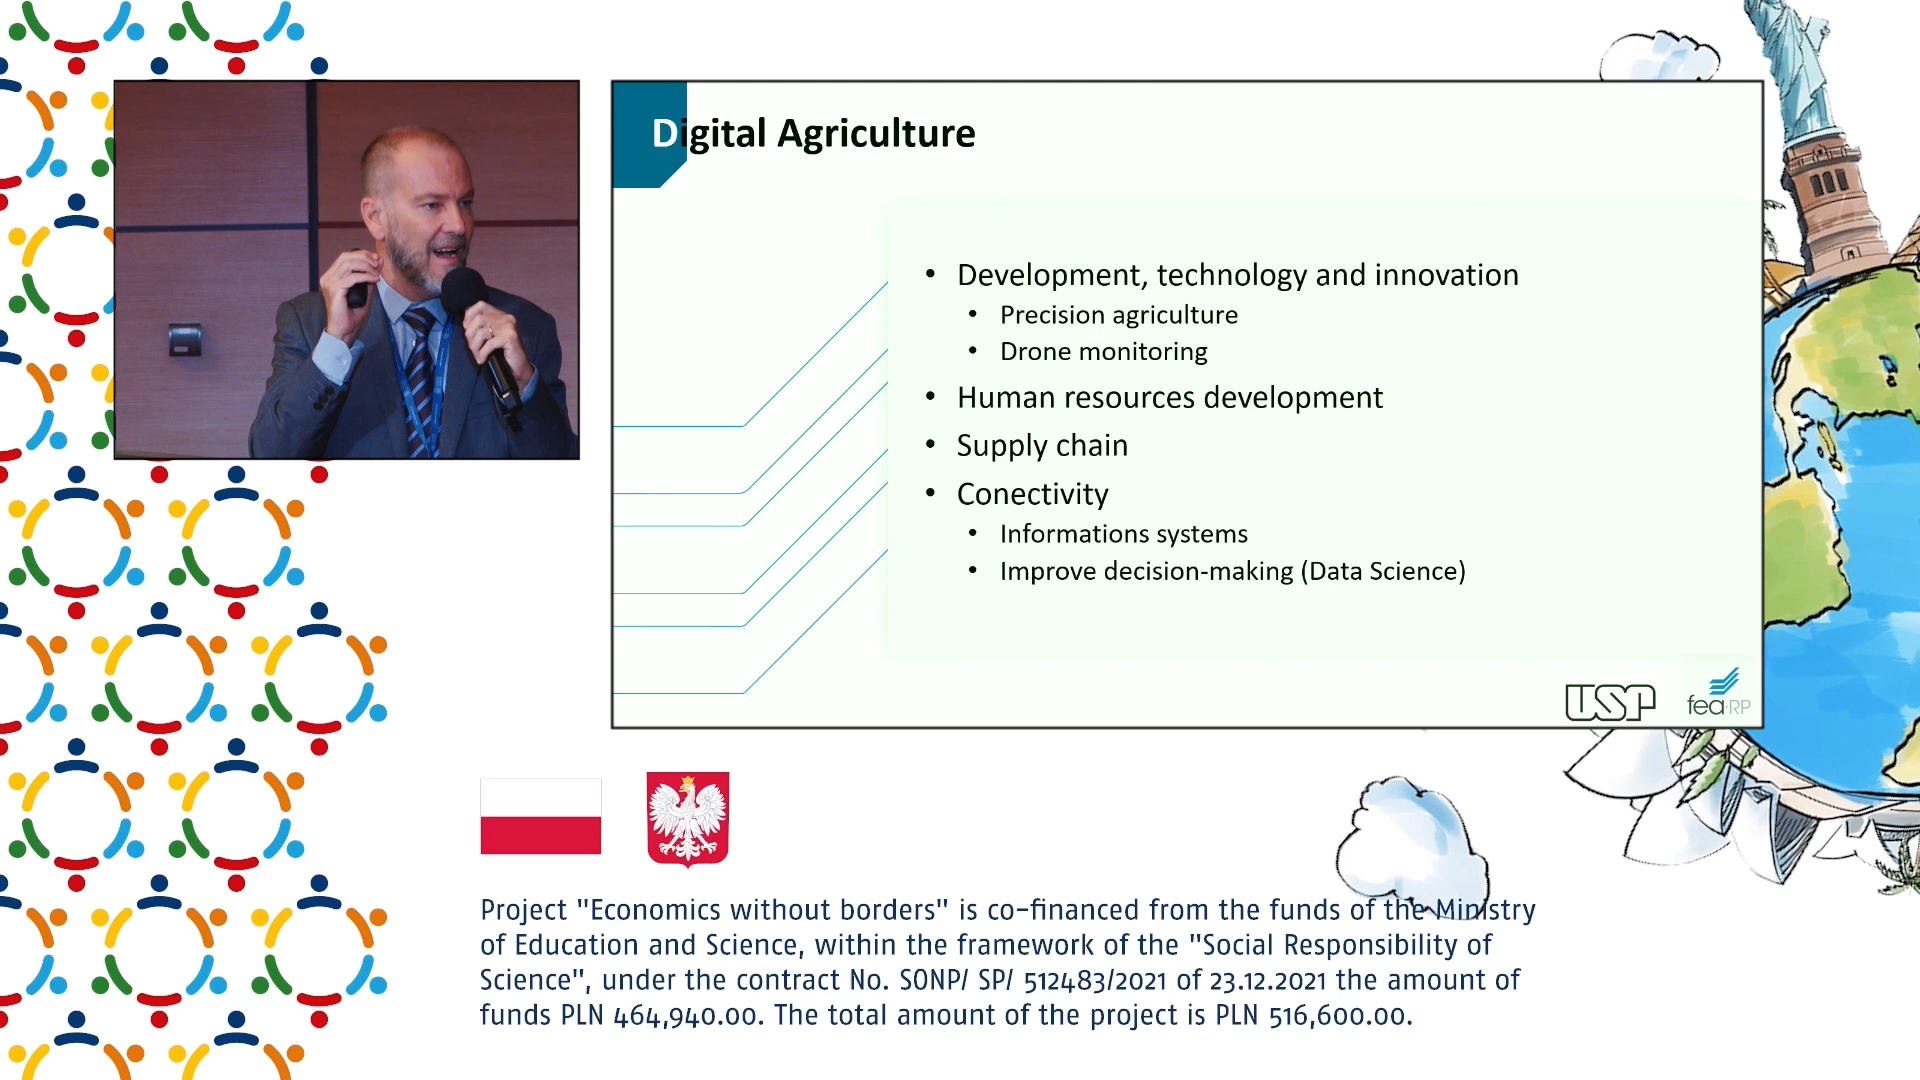 Digital Agriculture
• Development, technology and innovation
• Precision agriculture
• Drone monitoring
• Human resources development
• Supply chain
• Conectivity
• Informations systems
• Improve decision-making (Data Science)
USP
fea-RP
Project "Economics without borders" is co-financed from the funds of the Ministry
of Education and Science, within the framework of the "Social Responsibility of
Science", under the contract No. SONP/ SP/ 512483/2021 of 23.12.2021 the amount of
funds PLN 464,940.00. The total amount of the project is PLN 516,600.00.